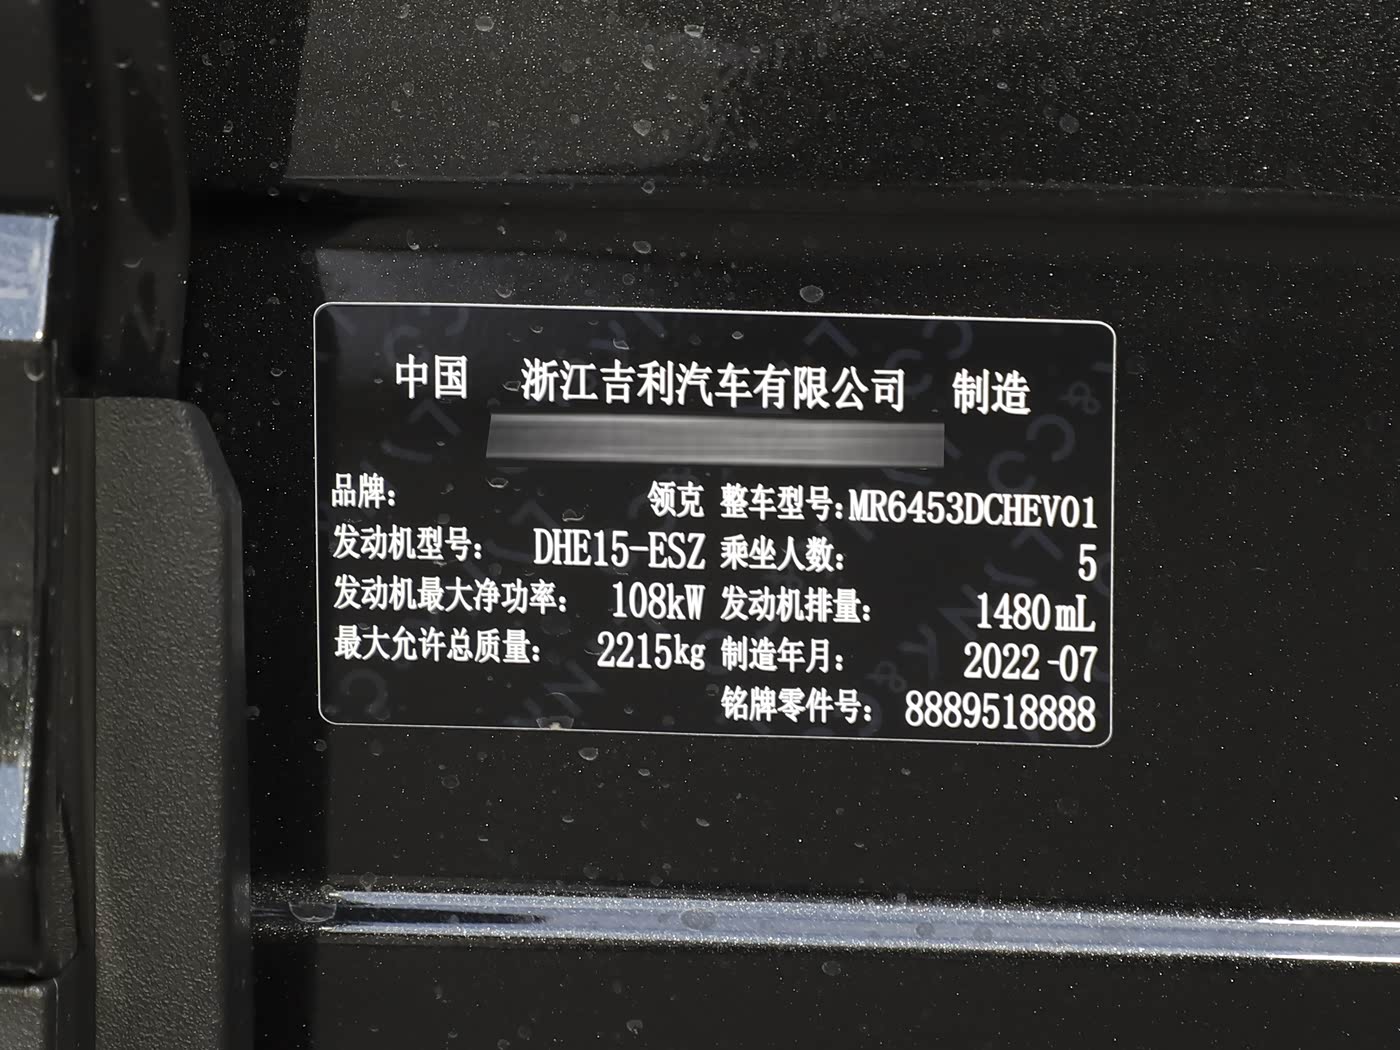 中国 浙江吉利汽车有限公司 制造
品牌: 领克 整车型号:MR6453DCHEV01
发动机型号: DHE15-ESZ 乘坐人数: 5
发动机最大净功率: 108kW 发动机排量: 1480mL
最大允许总质量: 2215kg 制造年月: 2022-07
铭牌零件号: 8889518888